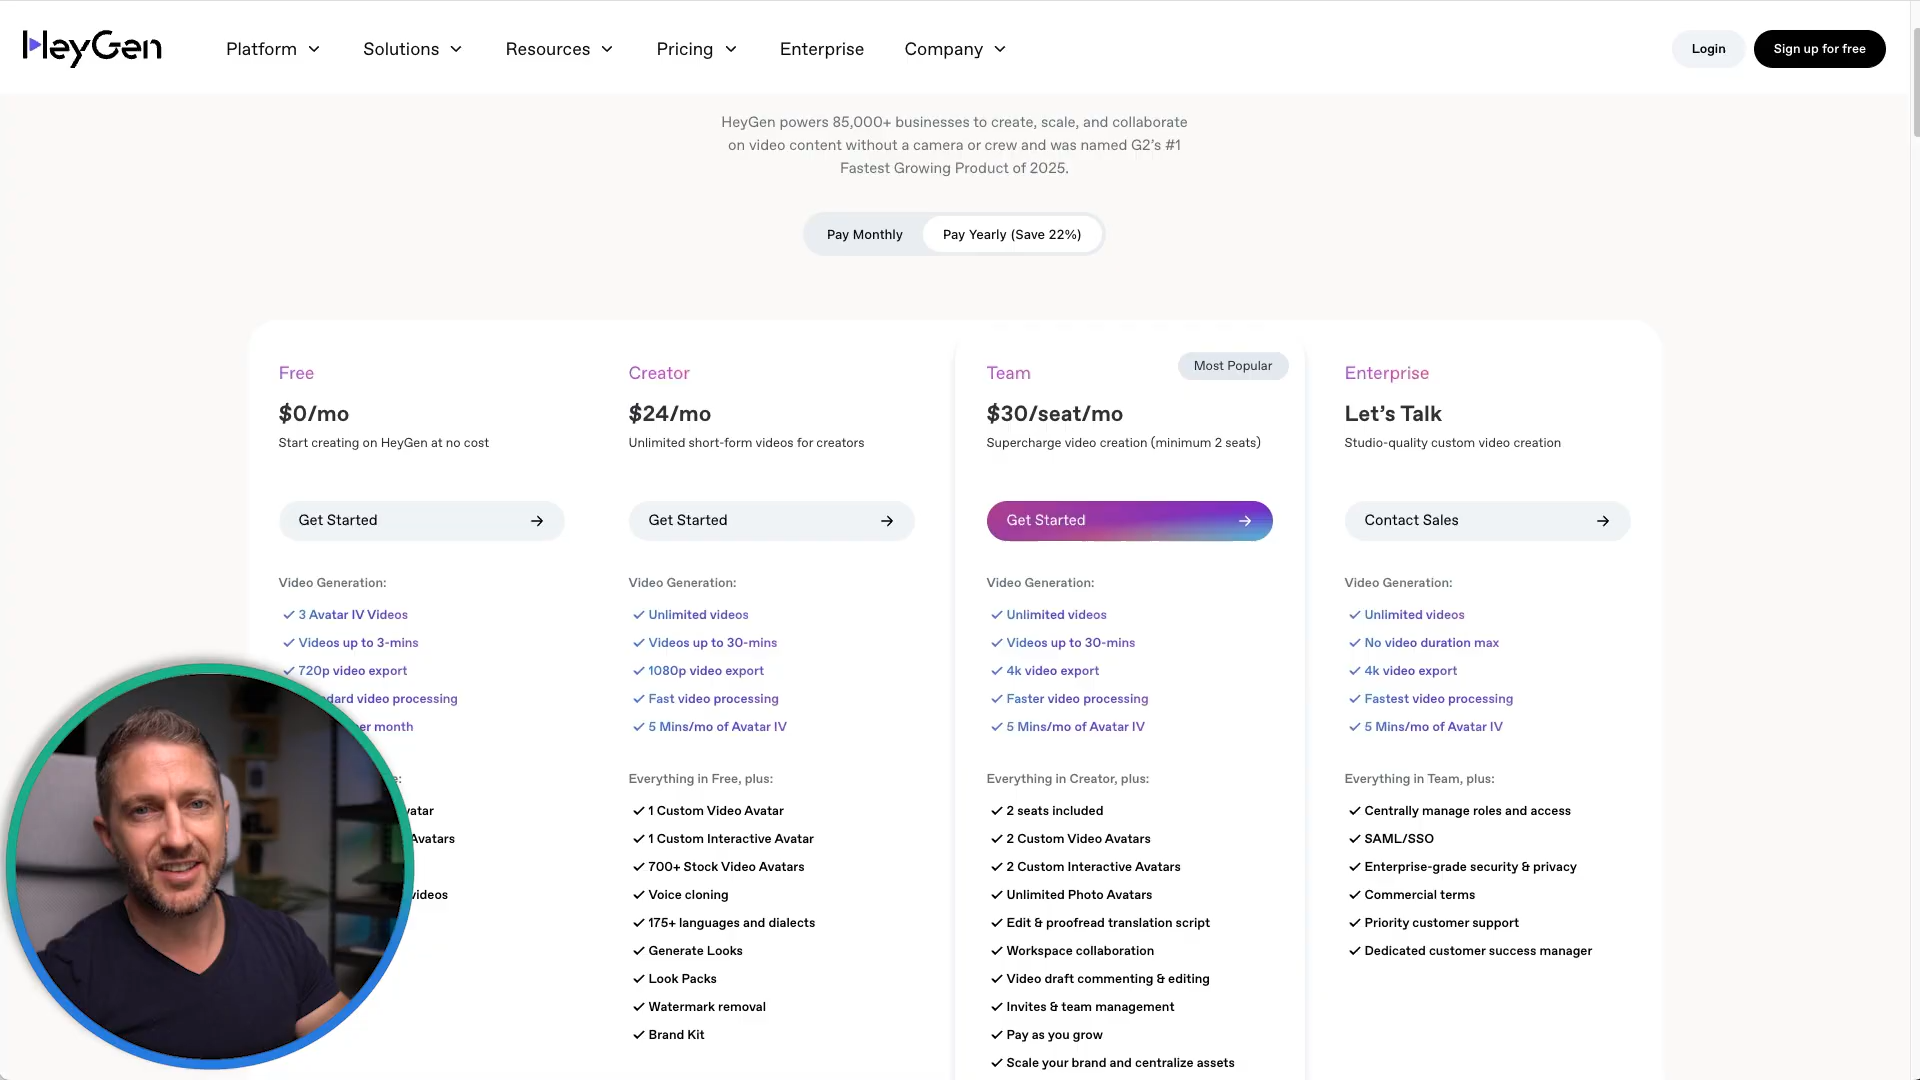 HeyGen
Platform
Solutions
Resources
Pricing
Enterprise
Company
Login
Sign up for free
HeyGen powers 85,000+ businesses to create, scale, and collaborate
on video content without a camera or crew and was named G2’s #1
Fastest Growing Product of 2025.
Pay Monthly
Pay Yearly (Save 22%)
Free
$0/mo
Start creating on HeyGen at no cost
Get Started
Video Generation:
3 Avatar IV Videos
Videos up to 3-mins
720p video export
video processing
month
Avatars
videos
Creator
$24/mo
Unlimited short-form videos for creators
Get Started
Video Generation:
Unlimited videos
Videos up to 30-mins
1080p video export
Fast video processing
5 Mins/mo of Avatar IV
Everything in Free, plus:
1 Custom Video Avatar
1 Custom Interactive Avatar
700+ Stock Video Avatars
Voice cloning
175+ languages and dialects
Generate Looks
Look Packs
Watermark removal
Brand Kit
Team
Most Popular
$30/seat/mo
Supercharge video creation (minimum 2 seats)
Get Started
Video Generation:
Unlimited videos
Videos up to 30-mins
4k video export
Faster video processing
5 Mins/mo of Avatar IV
Everything in Creator, plus:
2 seats included
2 Custom Video Avatars
2 Custom Interactive Avatars
Unlimited Photo Avatars
Edit & proofread translation script
Workspace collaboration
Video draft commenting & editing
Invites & team management
Pay as you grow
Scale your brand and centralize assets
Enterprise
Let’s Talk
Studio-quality custom video creation
Contact Sales
Video Generation:
Unlimited videos
No video duration max
4k video export
Fastest video processing
5 Mins/mo of Avatar IV
Everything in Team, plus:
Centrally manage roles and access
SAML/SSO
Enterprise-grade security & privacy
Commercial terms
Priority customer support
Dedicated customer success manager